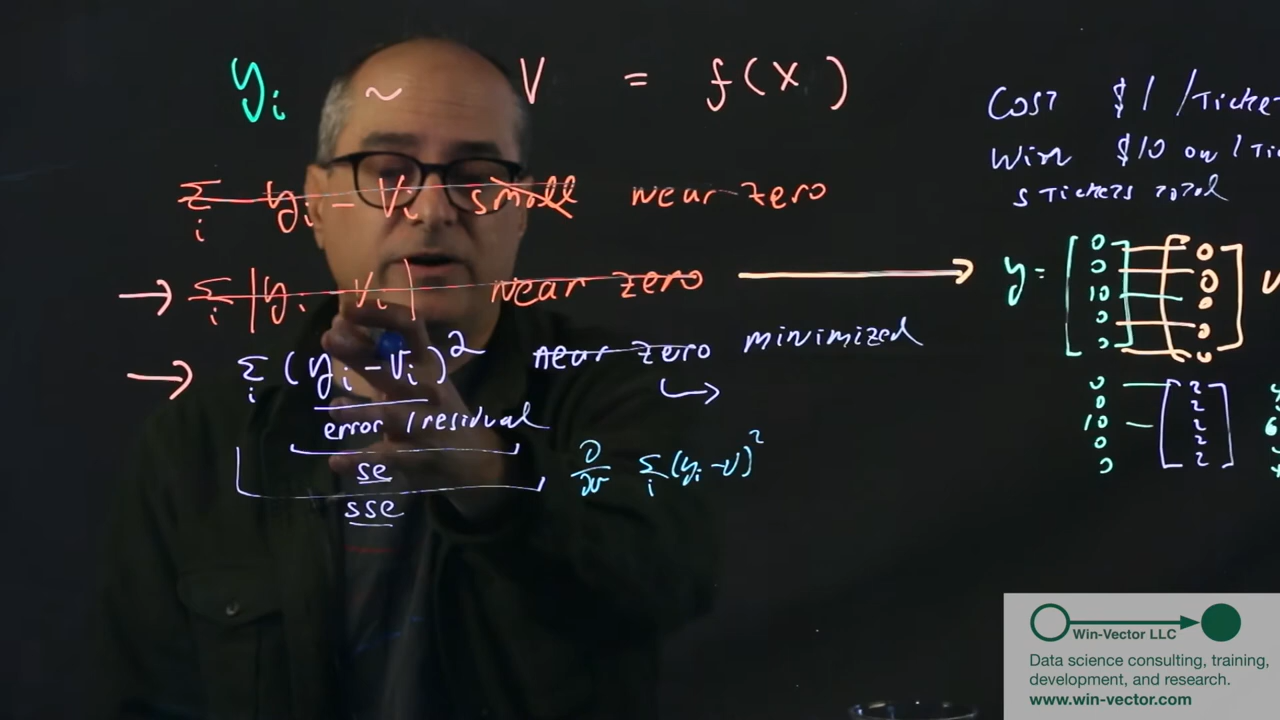 yᵢ ~ V = f(X)
Σᵢ yᵢ - Vᵢ small near zero
→ Σᵢ |yᵢ - Vᵢ| near zero
→ Σᵢ (yᵢ - Vᵢ)² near zero minimized
error / residual
se
sse
∂/∂v Σᵢ (yᵢ - v)²
Cost $1 / Ticke
Win $10 on 1 Ti
5 Tickets total
y = [0 0 10 0 0] [0 0 0 0 0]
0 0 10 0 0 [2 2 2 2 2]
Win-Vector LLC
Data science consulting, training,
development, and research.
www.win-vector.com